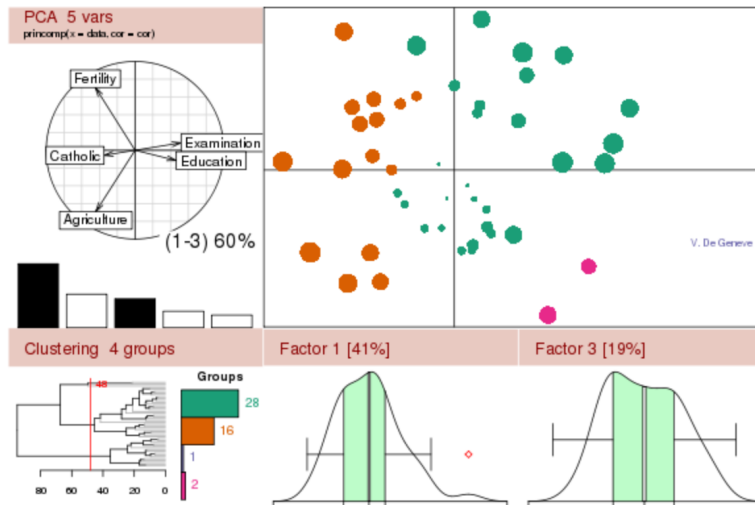 PCA 5 vars
princomp(x = data, cor = cor)
Fertility
Examination
Catholic
Education
Agriculture
(1-3) 60%
V. De Geneve
Clustering 4 groups
Factor 1 [41%]
Factor 3 [19%]
48
Groups
28
16
1
2
80 60 40 20 0